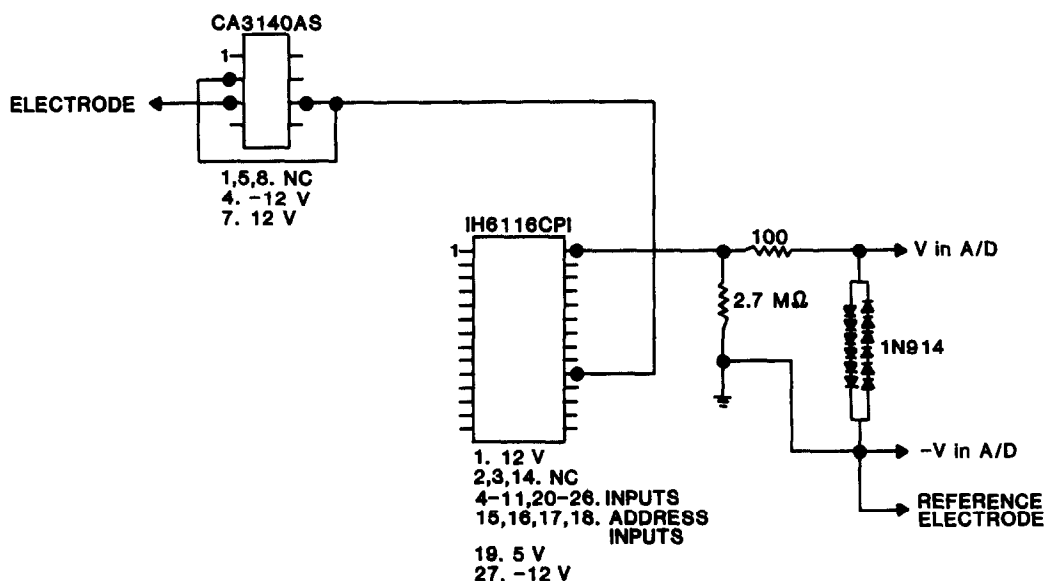 CA3140AS
1
ELECTRODE
1,5,8. NC
4. -12 V
7. 12 V
IH6116CPI
1
100
V in A/D
2.7 MΩ
1N914
-V in A/D
REFERENCE
ELECTRODE
1. 12 V
2,3,14. NC
4-11,20-26. INPUTS
15,16,17,18. ADDRESS
INPUTS
19. 5 V
27. -12 V